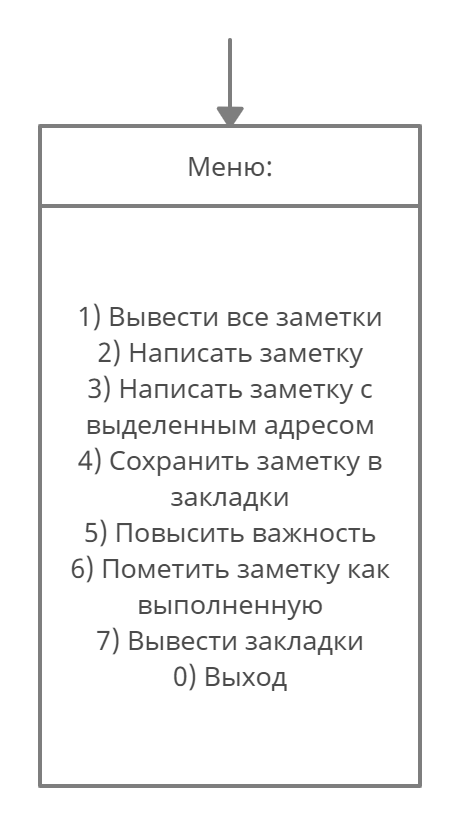 Меню:
1) Вывести все заметки
2) Написать заметку
3) Написать заметку с
выделенным адресом
4) Сохранить заметку в
закладки
5) Повысить важность
6) Пометить заметку как
выполненную
7) Вывести закладки
0) Выход